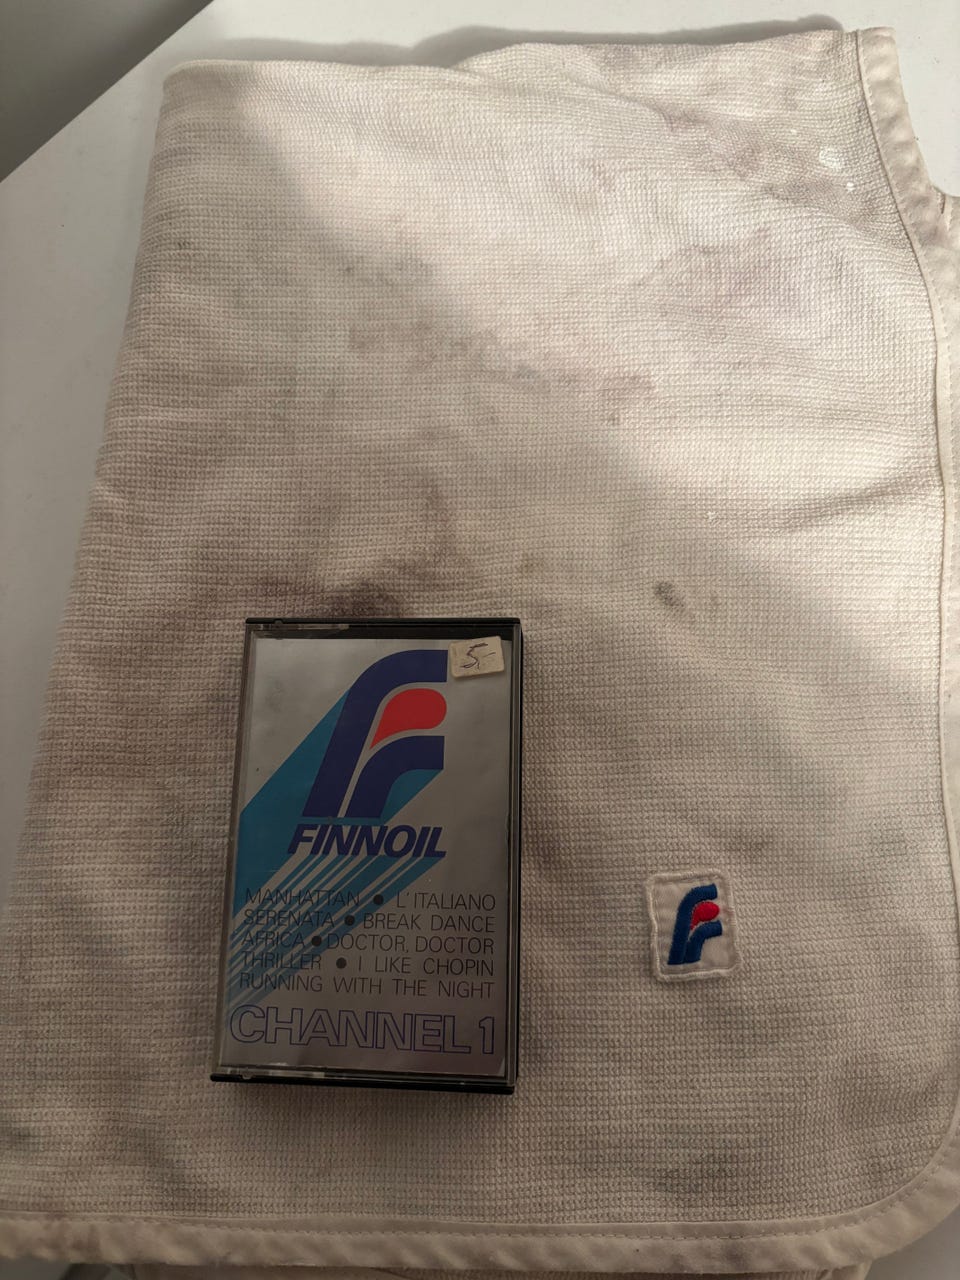 5,-
FINNOIL
MANHATTAN ● L'ITALIANO
SERENATA ● BREAK DANCE
AFRICA ● DOCTOR, DOCTOR
THRILLER ● I LIKE CHOPIN
RUNNING WITH THE NIGHT
CHANNEL 1